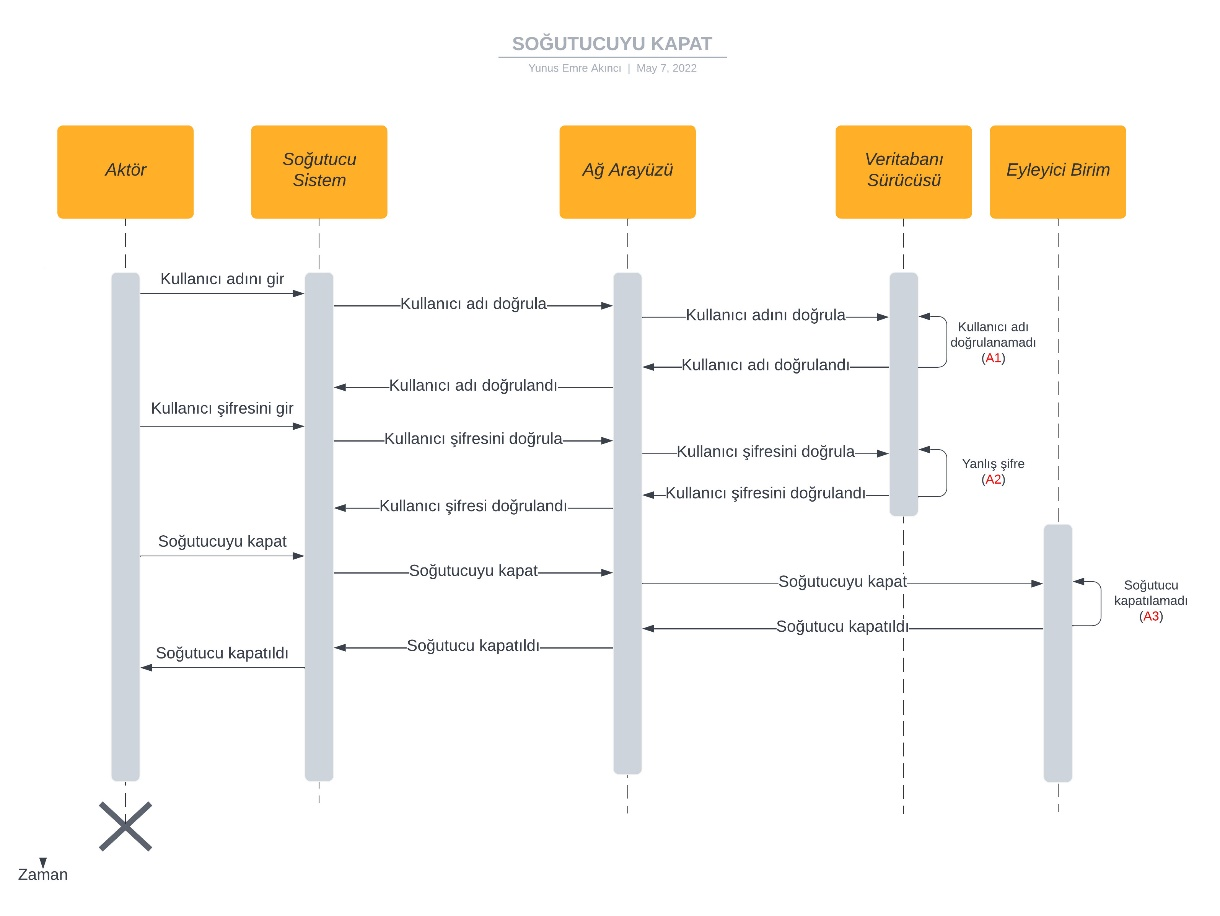 SOĞUTUCUYU KAPAT
Yunus Emre Akıncı | May 7, 2022
Aktör
Soğutucu
Sistem
Ağ Arayüzü
Veritabanı
Sürücüsü
Eyleyici Birim
Kullanıcı adını gir
Kullanıcı adı doğrula
Kullanıcı adını doğrula
Kullanıcı adı
doğrulanamadı
(A1)
Kullanıcı adı doğrulandı
Kullanıcı adı doğrulandı
Kullanıcı şifresini gir
Kullanıcı şifresini doğrula
Kullanıcı şifresini doğrula
Yanlış şifre
(A2)
Kullanıcı şifresini doğrulandı
Kullanıcı şifresi doğrulandı
Soğutucuyu kapat
Soğutucuyu kapat
Soğutucuyu kapat
Soğutucu
kapatılamadı
(A3)
Soğutucu kapatıldı
Soğutucu kapatıldı
Soğutucu kapatıldı
Zaman